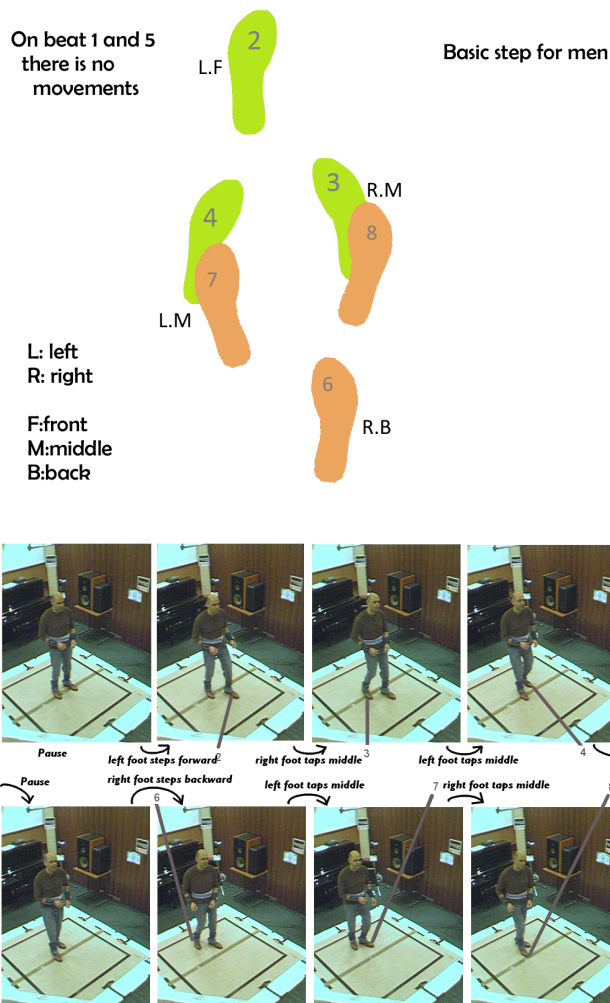 On beat 1 and 5
there is no
movements
Basic step for men
2
L.F
3
R.M
4
8
7
L.M
L: left
R: right
6
F:front
M:middle
B:back
R.B
Pause
left foot steps forward
2
right foot taps middle
3
left foot taps middle
4
Pause
right foot steps backward
6
left foot taps middle
7
right foot taps middle